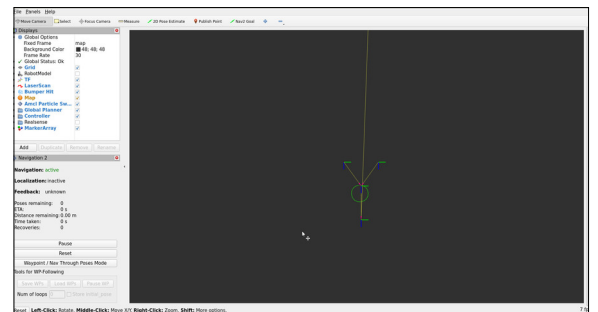 File Panels Help
Move Camera Select Focus Camera Measure 2D Pose Estimate Publish Point Nav2 Goal
Displays
Global Options
Fixed Frame map
Background Color 48; 48; 48
Frame Rate 30
Global Status: Ok
Grid
RobotModel
TF
LaserScan
Bumper Hit
Map
Amcl Particle Sw...
Global Planner
Controller
Realsense
MarkerArray
Add Duplicate Remove Rename
Navigation 2
Navigation: active
Localization: inactive
Feedback: unknown
Poses remaining: 0
ETA: 0 s
Distance remaining: 0.00 m
Time taken: 0 s
Recoveries: 0
Pause
Reset
Waypoint / Nav Through Poses Mode
Tools for WP-Following
Save WPs Load WPs Pause WP
Num of loops Store initial_pose
Reset Left-Click: Rotate. Middle-Click: Move X/Y. Right-Click: Zoom. Shift: More options. 7 fp